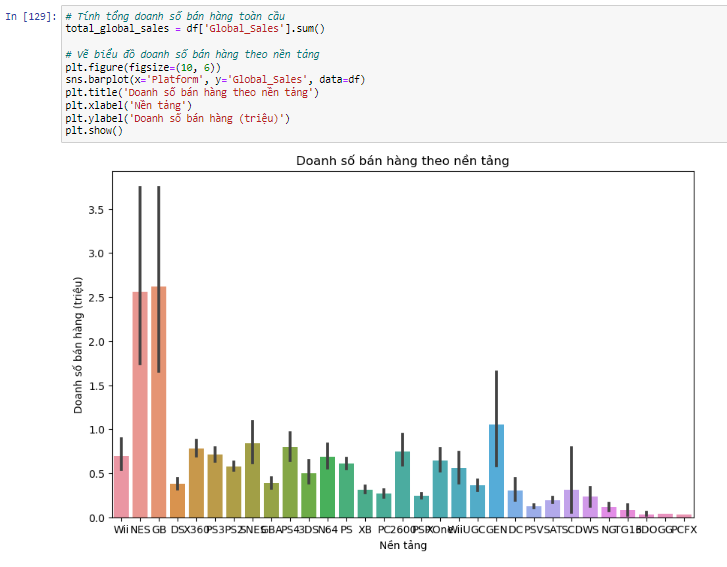 In [129]:
# Tính tổng doanh số bán hàng toàn cầu
total_global_sales = df['Global_Sales'].sum()
# Vẽ biểu đồ doanh số bán hàng theo nền tảng
plt.figure(figsize=(10, 6))
sns.barplot(x='Platform', y='Global_Sales', data=df)
plt.title('Doanh số bán hàng theo nền tảng')
plt.xlabel('Nền tảng')
plt.ylabel('Doanh số bán hàng (triệu)')
plt.show()
Doanh số bán hàng theo nền tảng
Doanh số bán hàng (triệu)
3.5
3.0
2.5
2.0
1.5
1.0
0.5
0.0
Wii NES GB DS X360 PS3 PS2 SNES GBA PS4 3DS N64 PS XB PC 2600 PSP XOne WiiU GC GEN DC PSV SAT SCD WS NG TG16 3DO GG PCFX
Nền tảng